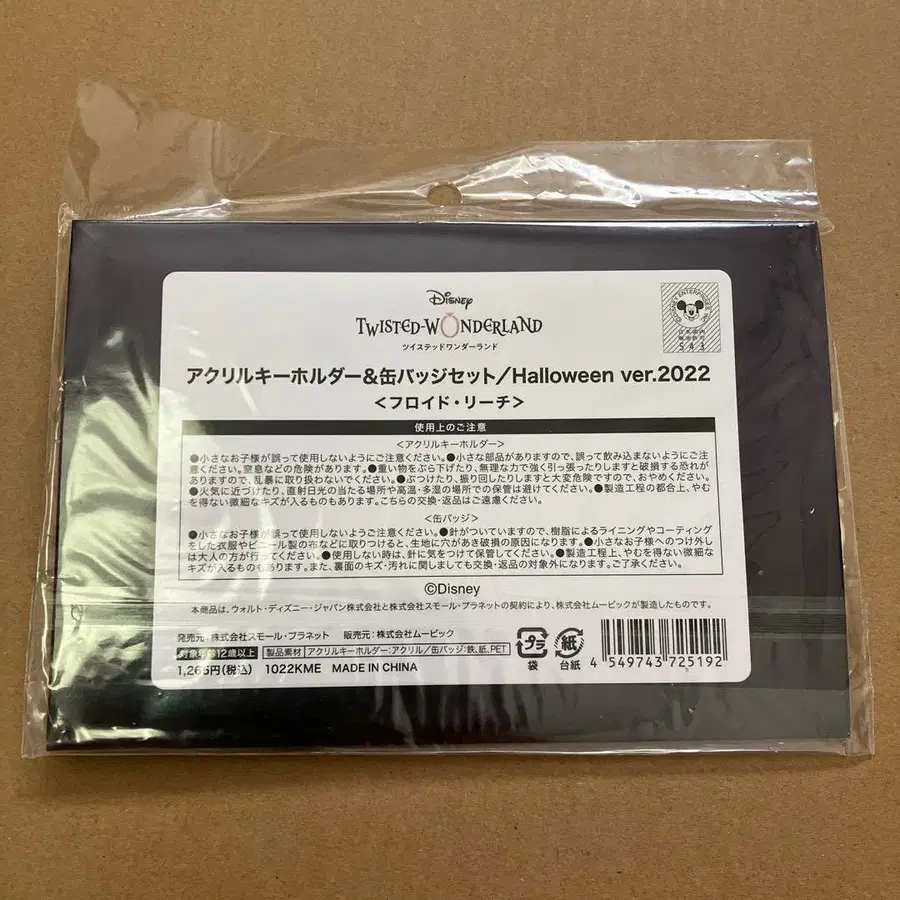 Disney
TWISTED-WONDERLAND
ツイステッドワンダーランド
アクリルキーホルダー&缶バッジセット/Halloween ver.2022
<フロイド・リーチ>
使用上のご注意
<アクリルキーホルダー>
●小さなお子様が誤って使用しないようにご注意ください。●小さな部品がありますので、誤って飲み込まないようにご注
意ください。窒息などの危険があります。●重い物をぶら下げたり、無理な力で強く引っ張ったりしますと破損する恐れが
ありますので、乱暴に取り扱わないでください。●ぶつけたり、振り回したりしますと大変危険ですので、おやめください。
●火気に近づけたり、直射日光の当たる場所や高温・多湿の場所での保管は避けてください。●製造工程の都合上、やむ
を得ない微細なキズが入るものもあります。こちらの交換・返品はご遠慮ください。
<缶バッジ>
●小さなお子様が誤って使用しないようご注意ください。●針がついていますので、樹脂によるライニングやコーティング
をした衣服やビニール製の布などに取りつけると、生地に穴があき破損の原因になります。●小さなお子様へのつけ外し
は大人の方が行ってください。●使用しない時は、針に気をつけて保管してください。●製造工程上、やむを得ない微細な
キズが入るものもあります。また、裏面のキズ・汚れに関しましても交換・返品の対象外になります。ご了承ください。
©Disney
本商品は、ウォルト・ディズニー・ジャパン株式会社と株式会社スモール・プラネットの契約により、株式会社ムービックが製造したものです。
発売元:株式会社スモール・プラネット 販売元:株式会社ムービック
対象年齢12歳以上 製品素材 アクリルキーホルダー:アクリル/缶バッジ:鉄、紙、PET
1,265円(税込) 1022KME MADE IN CHINA
プラ
袋
紙
台紙
4 549743 725192
©DISNEY ENTERPRISES INC.
日本国内
販売許可
543